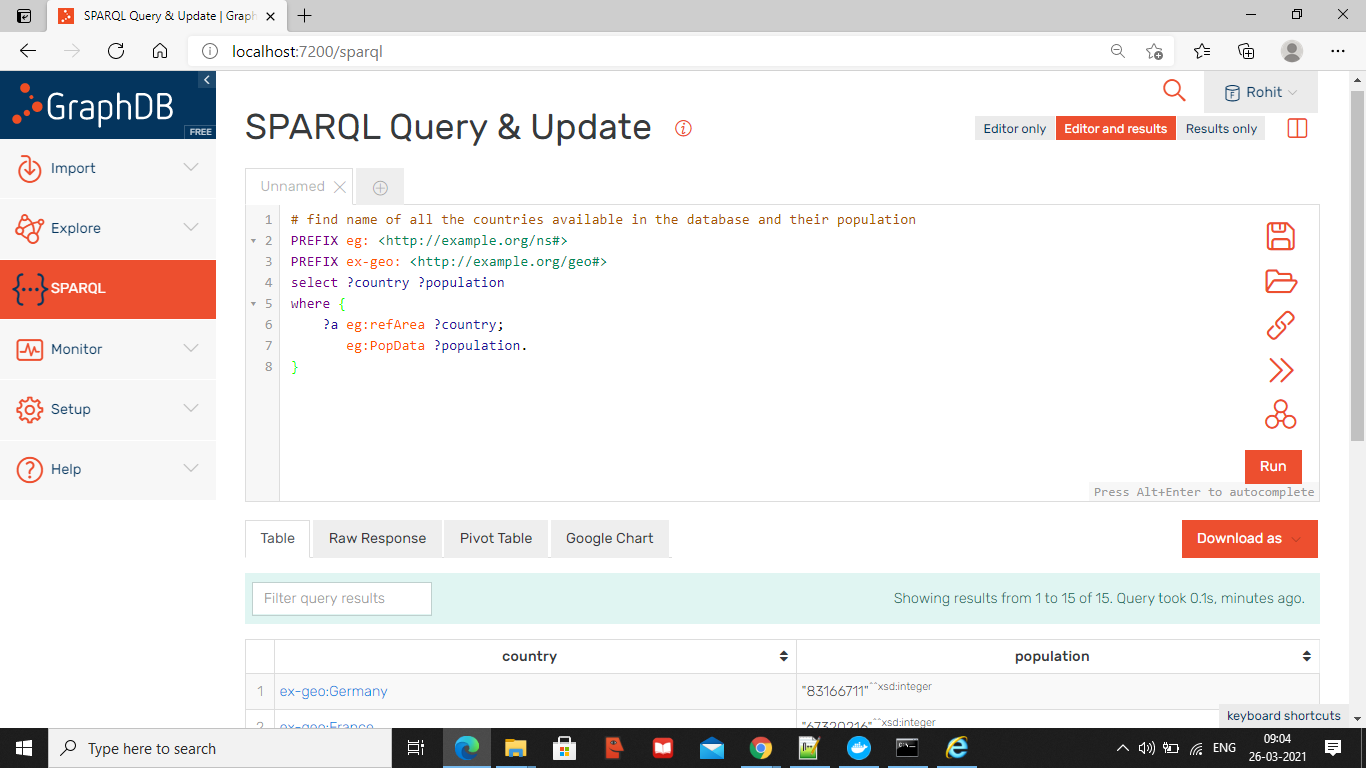 SPARQL Query & Update | Graph
localhost:7200/sparql
GraphDB
FREE
Rohit
SPARQL Query & Update
Editor only
Editor and results
Results only
Import
Explore
SPARQL
Monitor
Setup
Help
Unnamed
1 # find name of all the countries available in the database and their population
2 PREFIX eg: <http://example.org/ns#>
3 PREFIX ex-geo: <http://example.org/geo#>
4 select ?country ?population
5 where {
6 ?a eg:refArea ?country;
7 eg:PopData ?population.
8 }
Run
Press Alt+Enter to autocomplete
Table
Raw Response
Pivot Table
Google Chart
Download as
Filter query results
Showing results from 1 to 15 of 15. Query took 0.1s, minutes ago.
country population
1 ex-geo:Germany "83166711"^^xsd:integer
2 ex-geo:France "67320216"^^xsd:integer
keyboard shortcuts
Type here to search
ENG
09:04
26-03-2021